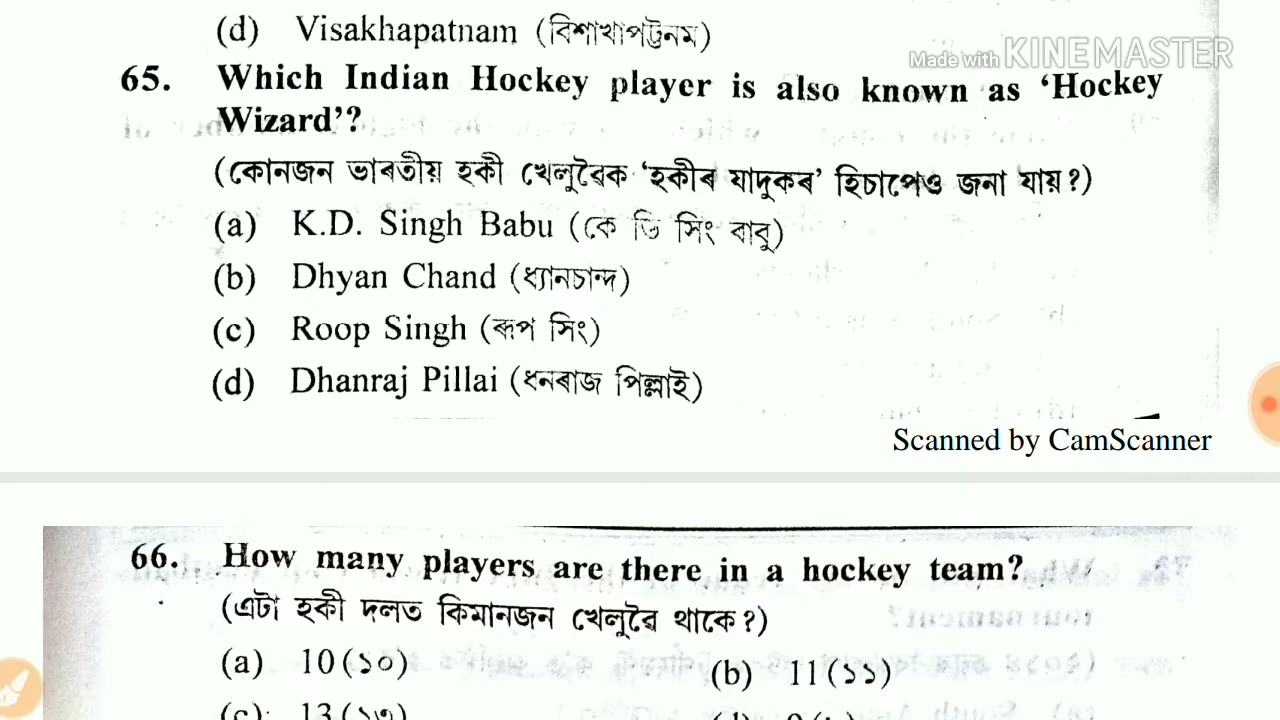 (d) Visakhapatnam (বিশাখাপট্টনম)
Made with KINEMASTER
65. Which Indian Hockey player is also known as ‘Hockey
Wizard’?
(কোনজন ভাৰতীয় হকী খেলুৱৈক ‘হকীৰ যাদুকৰ’ হিচাপেও জনা যায়?)
(a) K.D. Singh Babu (কে ডি সিং বাবু)
(b) Dhyan Chand (ধ্যানচান্দ)
(c) Roop Singh (ৰূপ সিং)
(d) Dhanraj Pillai (ধনৰাজ পিল্লাই)
Scanned by CamScanner
66. How many players are there in a hockey team?
(এটা হকী দলত কিমানজন খেলুৱৈ থাকে?)
(a) 10 (১০) (b) 11 (১১)
(c) 13 (১৩)